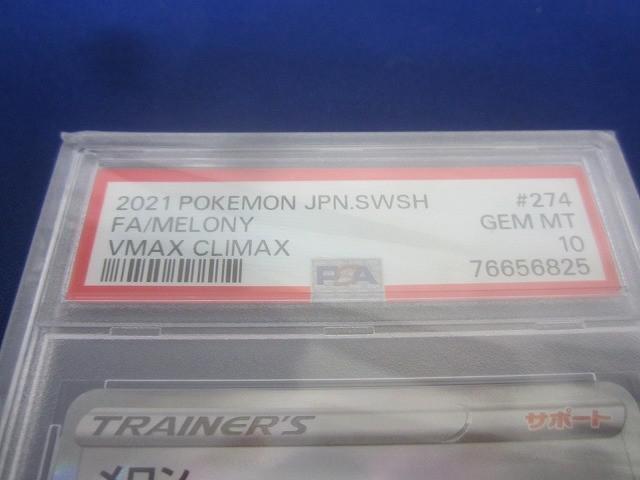 2021 POKEMON JPN.SWSH #274
FA/MELONY GEM MT
VMAX CLIMAX 10
PSA 76656825
TRAINER'S サポート
メロン